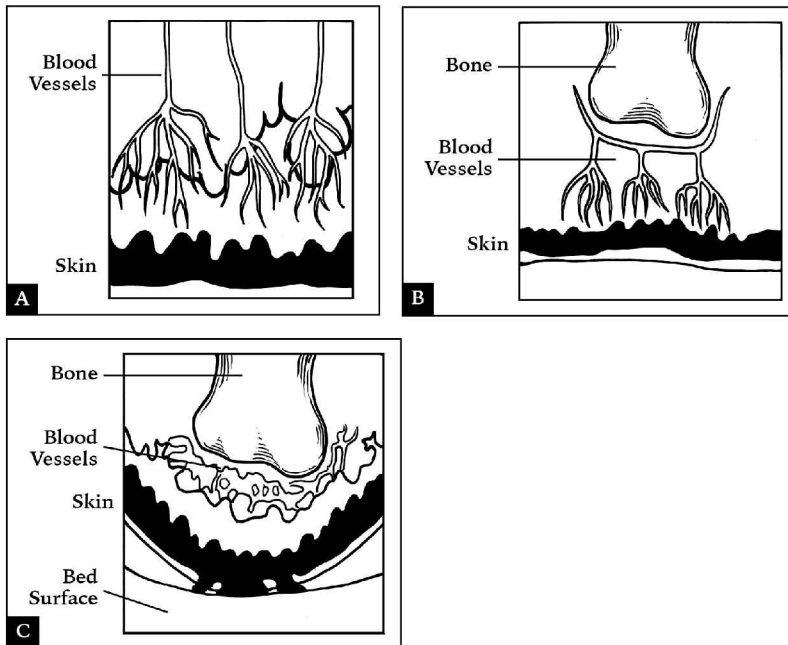 Blood
Vessels
Skin
A
Bone
Blood
Vessels
Skin
B
Bone
Blood
Vessels
Skin
Bed
Surface
C